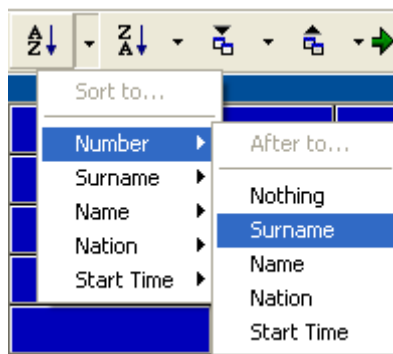 A
Z
Z
A
Sort to...
Number
Surname
Name
Nation
Start Time
After to...
Nothing
Surname
Name
Nation
Start Time